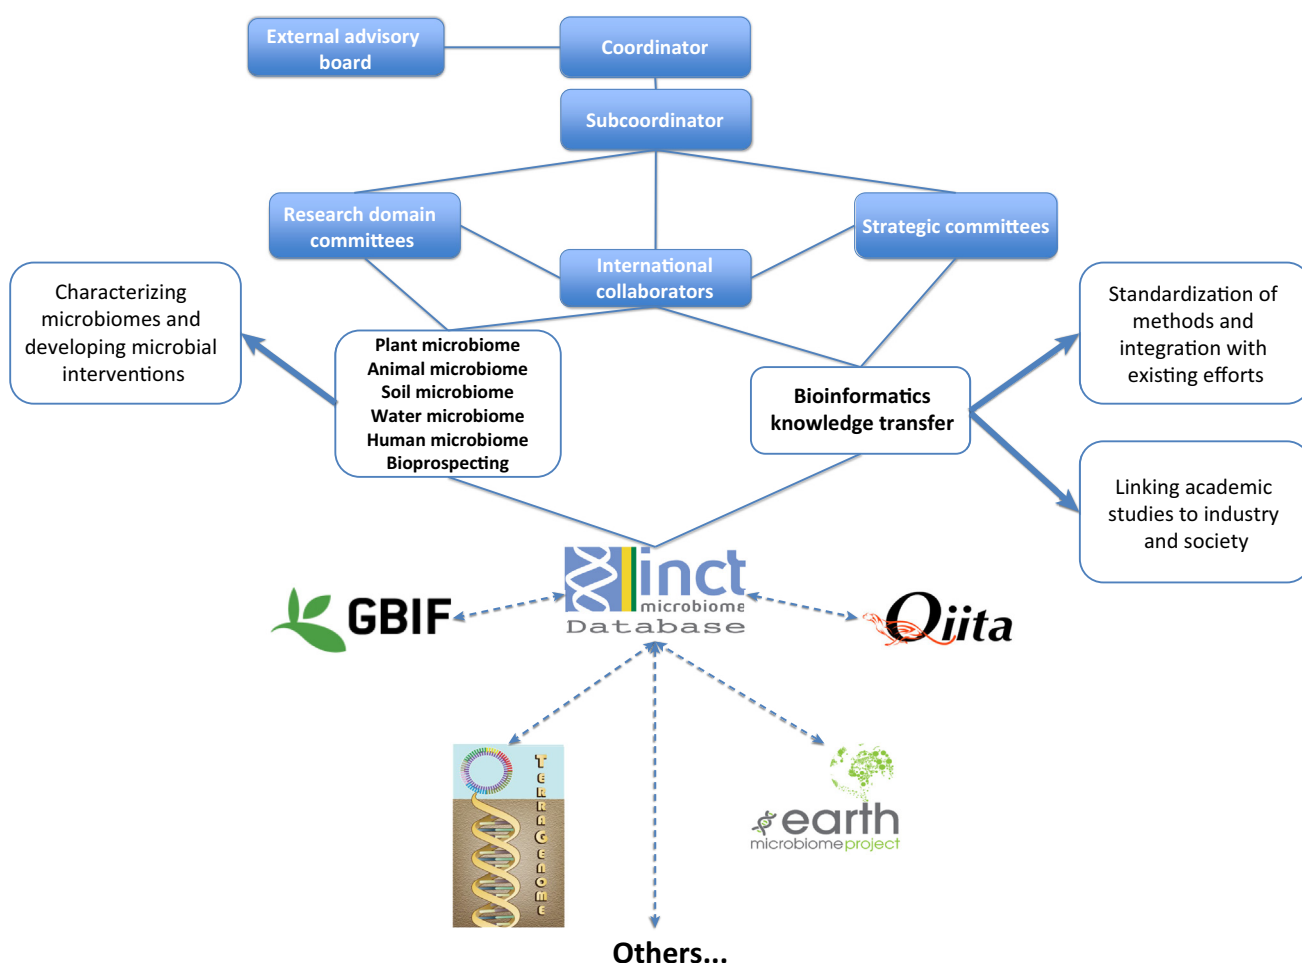 External advisory
board
Coordinator
Subcoordinator
Research domain
committees
Strategic committees
International
collaborators
Characterizing
microbiomes and
developing microbial
interventions
Plant microbiome
Animal microbiome
Soil microbiome
Water microbiome
Human microbiome
Bioprospecting
Bioinformatics
knowledge transfer
Standardization of
methods and
integration with
existing efforts
Linking academic
studies to industry
and society
inct
microbiome
Database
GBIF
Qiita
TERRAGENOME
earth
microbiomeproject
Others...